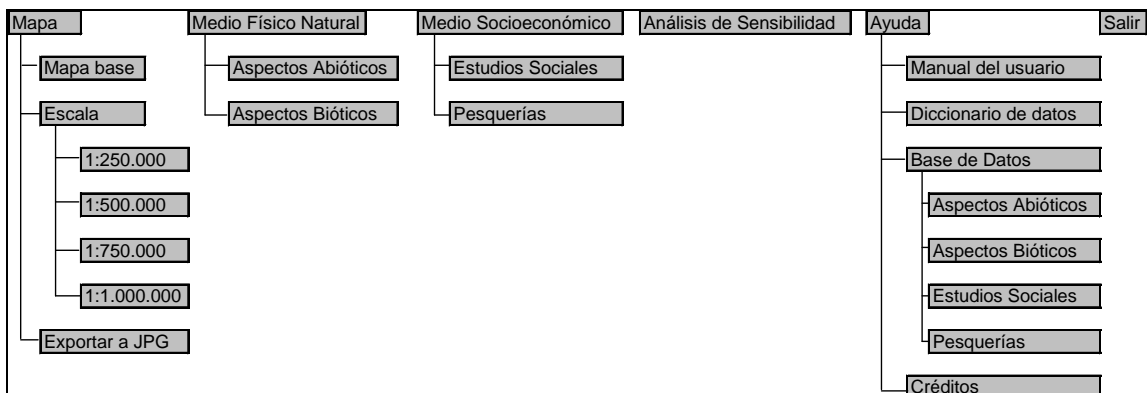 Mapa
Medio Físico Natural
Medio Socioeconómico
Análisis de Sensibilidad
Ayuda
Salir
Mapa base
Aspectos Abióticos
Estudios Sociales
Manual del usuario
Escala
Aspectos Bióticos
Pesquerías
Diccionario de datos
1:250.000
Base de Datos
1:500.000
Aspectos Abióticos
1:750.000
Aspectos Bióticos
1:1.000.000
Estudios Sociales
Exportar a JPG
Pesquerías
Créditos